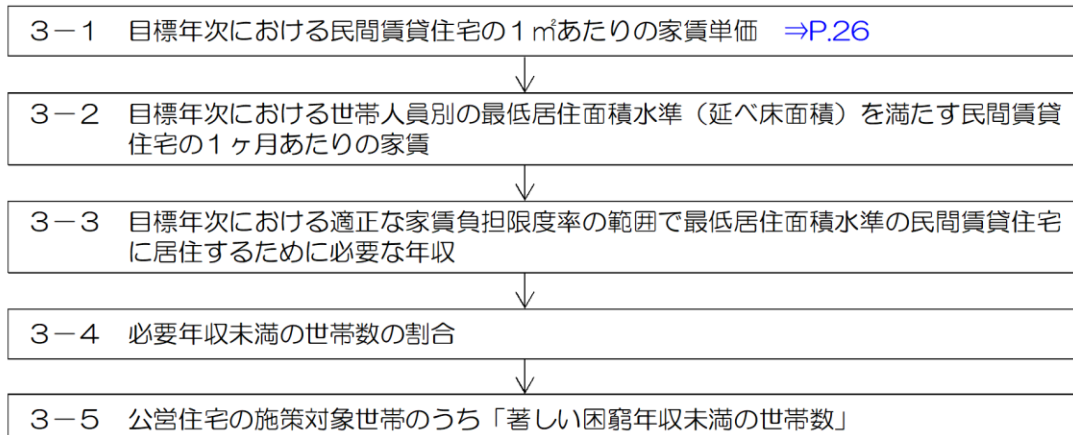 3－1 目標年次における民間賃貸住宅の1㎡あたりの家賃単価 ⇒P.26
3－2 目標年次における世帯人員別の最低居住面積水準（延べ床面積）を満たす民間賃貸
住宅の1ヶ月あたりの家賃
3－3 目標年次における適正な家賃負担限度率の範囲で最低居住面積水準の民間賃貸住宅
に居住するために必要な年収
3－4 必要年収未満の世帯数の割合
3－5 公営住宅の施策対象世帯のうち「著しい困窮年収未満の世帯数」